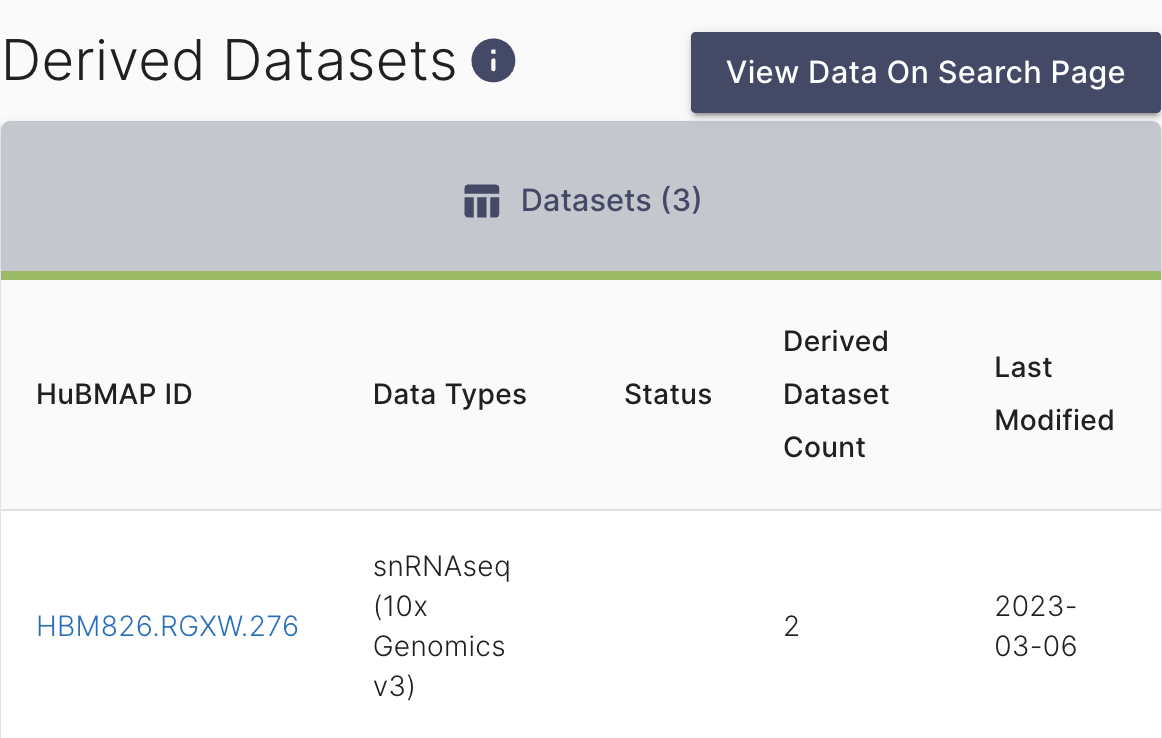 Derived Datasets i
View Data On Search Page
Datasets (3)
HuBMAP ID
Data Types
Status
Derived
Dataset
Count
Last
Modified
HBM826.RGXW.276
snRNAseq
(10x
Genomics
v3)
2
2023-
03-06